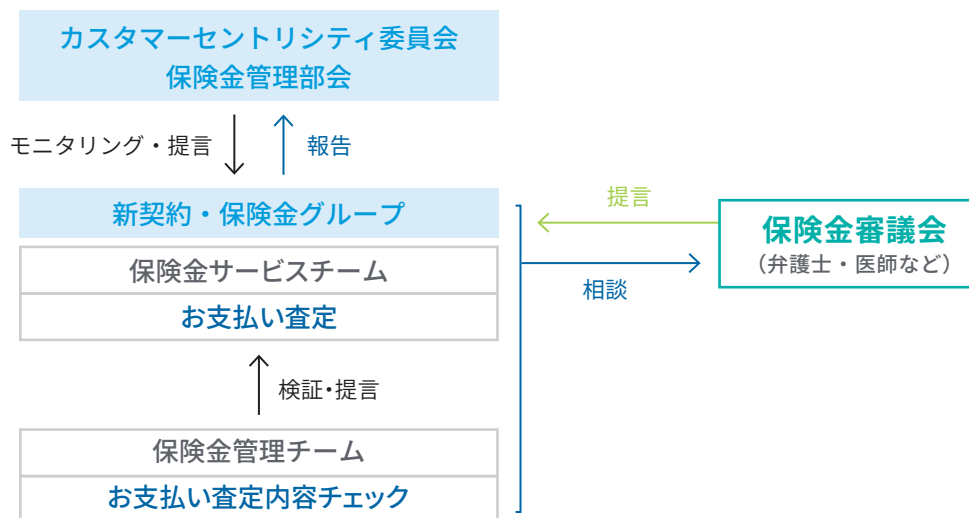 カスタマーセントリシティ委員会
保険金管理部会
モニタリング・提言
報告
新契約・保険金グループ
保険金サービスチーム
お支払い査定
検証・提言
保険金管理チーム
お支払い査定内容チェック
提言
相談
保険金審議会
（弁護士・医師など）